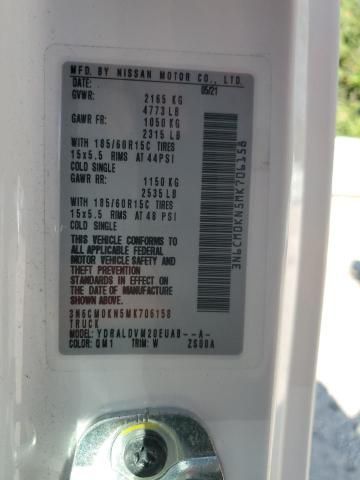 MFD. BY NISSAN MOTOR CO., LTD.
DATE: 05/21
GVWR: 2165 KG
4773 LB
GAWR FR: 1050 KG
2315 LB
WITH 185/60R15C TIRES
15x5.5 RIMS AT 44PSI
COLD SINGLE
GAWR RR: 1150 KG
2535 LB
WITH 185/60R15C TIRES
15x5.5 RIMS AT 48 PSI
COLD SINGLE
THIS VEHICLE CONFORMS TO
ALL APPLICABLE FEDERAL
MOTOR VEHICLE SAFETY AND
THEFT PREVENTION
STANDARDS IN EFFECT ON
THE DATE OF MANUFACTURE
SHOWN ABOVE.
3N6CM0KN5MK706158
TRUCK
MODEL: YDRALDVM20EUAB--A-
COLOR: QM1 TRIM: W ZS00A
3N6CM0KN5MK706158